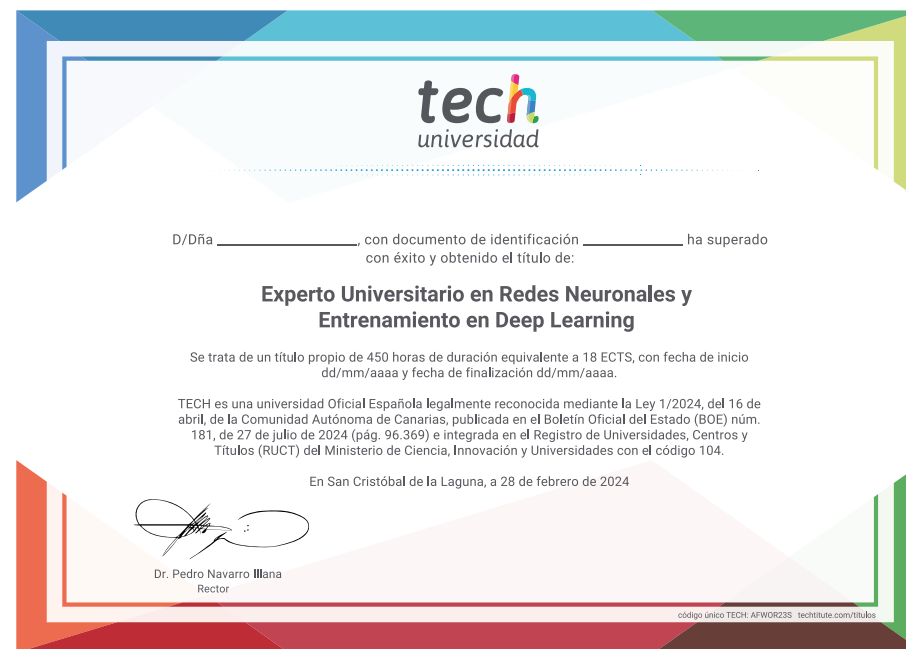 tech
universidad
D/Dña ____________________, con documento de identificación ______________ ha superado
con éxito y obtenido el título de:
Experto Universitario en Redes Neuronales y
Entrenamiento en Deep Learning
Se trata de un título propio de 450 horas de duración equivalente a 18 ECTS, con fecha de inicio
dd/mm/aaaa y fecha de finalización dd/mm/aaaa.
TECH es una universidad Oficial Española legalmente reconocida mediante la Ley 1/2024, del 16 de
abril, de la Comunidad Autónoma de Canarias, publicada en el Boletín Oficial del Estado (BOE) núm.
181, de 27 de julio de 2024 (pág. 96.369) e integrada en el Registro de Universidades, Centros y
Títulos (RUCT) del Ministerio de Ciencia, Innovación y Universidades con el código 104.
En San Cristóbal de la Laguna, a 28 de febrero de 2024
Dr. Pedro Navarro Illana
Rector
código único TECH: AFWOR23S techtitute.com/titulos